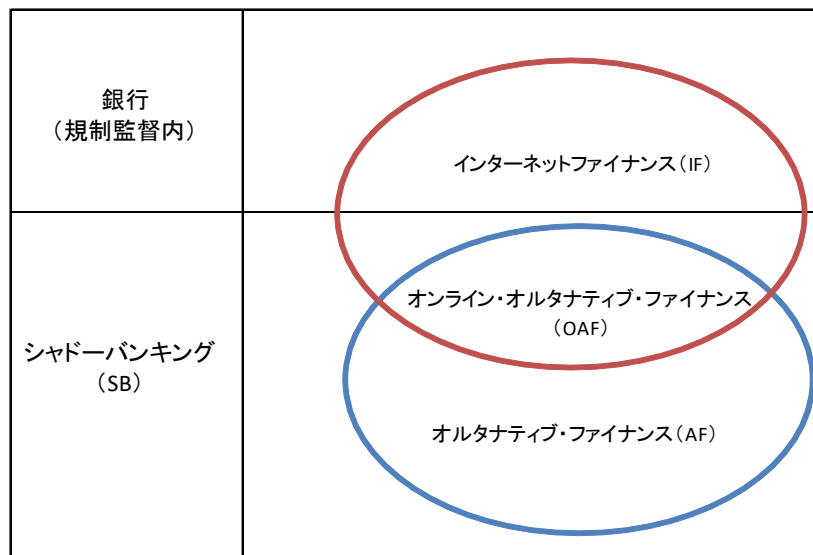 銀行
（規制監督内）
インターネットファイナンス（IF）
オンライン・オルタナティブ・ファイナンス
（OAF）
シャドーバンキング
（SB）
オルタナティブ・ファイナンス（AF）